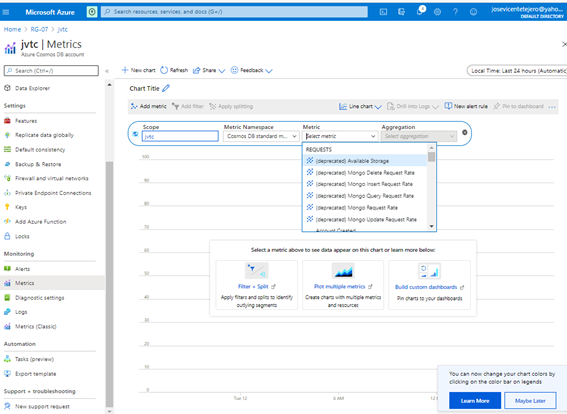 Microsoft Azure
Search resources, services, and docs (G+/)
4
josevicentetejero@yahoo...
DEFAULT DIRECTORY
Home > RG-07 > jvtc
jvtc | Metrics
Azure Cosmos DB account
Search (Ctrl+/)
Data Explorer
Settings
Features
Replicate data globally
Default consistency
Backup & Restore
Firewall and virtual networks
Private Endpoint Connections
Keys
Add Azure Function
Locks
Monitoring
Alerts
Metrics
Diagnostic settings
Logs
Metrics (Classic)
Automation
Tasks (preview)
Export template
Support + troubleshooting
New support request
New chart
Refresh
Share
Feedback
Local Time: Last 24 hours (Automatic)
Chart Title
Add metric
Add filter
Apply splitting
Line chart
Drill into Logs
New alert rule
Pin to dashboard
...
Scope
jvtc
Metric Namespace
Cosmos DB standard m...
Metric
Select metric
Aggregation
Select aggregation
REQUESTS
(deprecated) Available Storage
(deprecated) Mongo Delete Request Rate
(deprecated) Mongo Insert Request Rate
(deprecated) Mongo Query Request Rate
(deprecated) Mongo Request Rate
(deprecated) Mongo Update Request Rate
Account Created
100
90
80
70
60
50
40
30
20
10
0
Select a metric above to see data appear on this chart or learn more below:
Filter + Split
Apply filters and splits to identify
outlying segments
Plot multiple metrics
Create charts with multiple metrics
and resources
Build custom dashboards
Pin charts to your dashboards
Tue 12
6 AM
12
You can now change your chart colors by
clicking on the color bar on legends
Learn More
Maybe Later